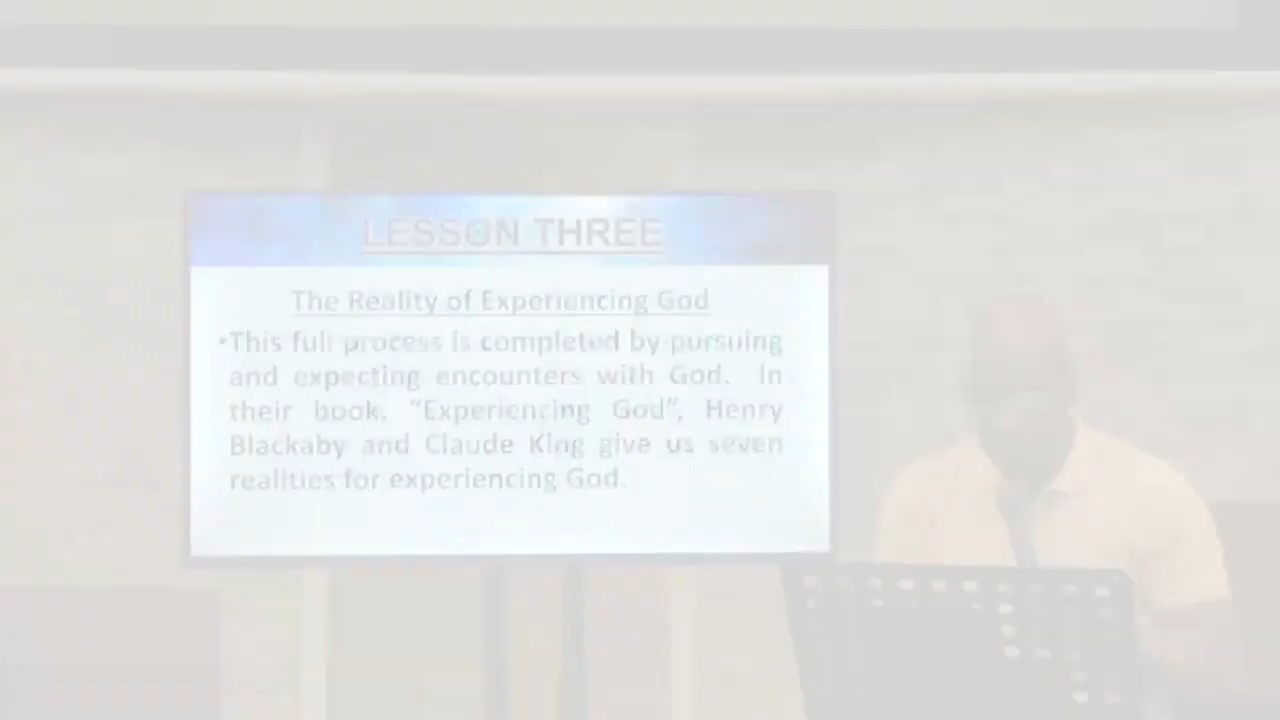 LESSON THREE
The Reality of Experiencing God
•This full process is completed by pursuing
and expecting encounters with God. In
their book, “Experiencing God”, Henry
Blackaby and Claude King give us seven
realities for experiencing God.